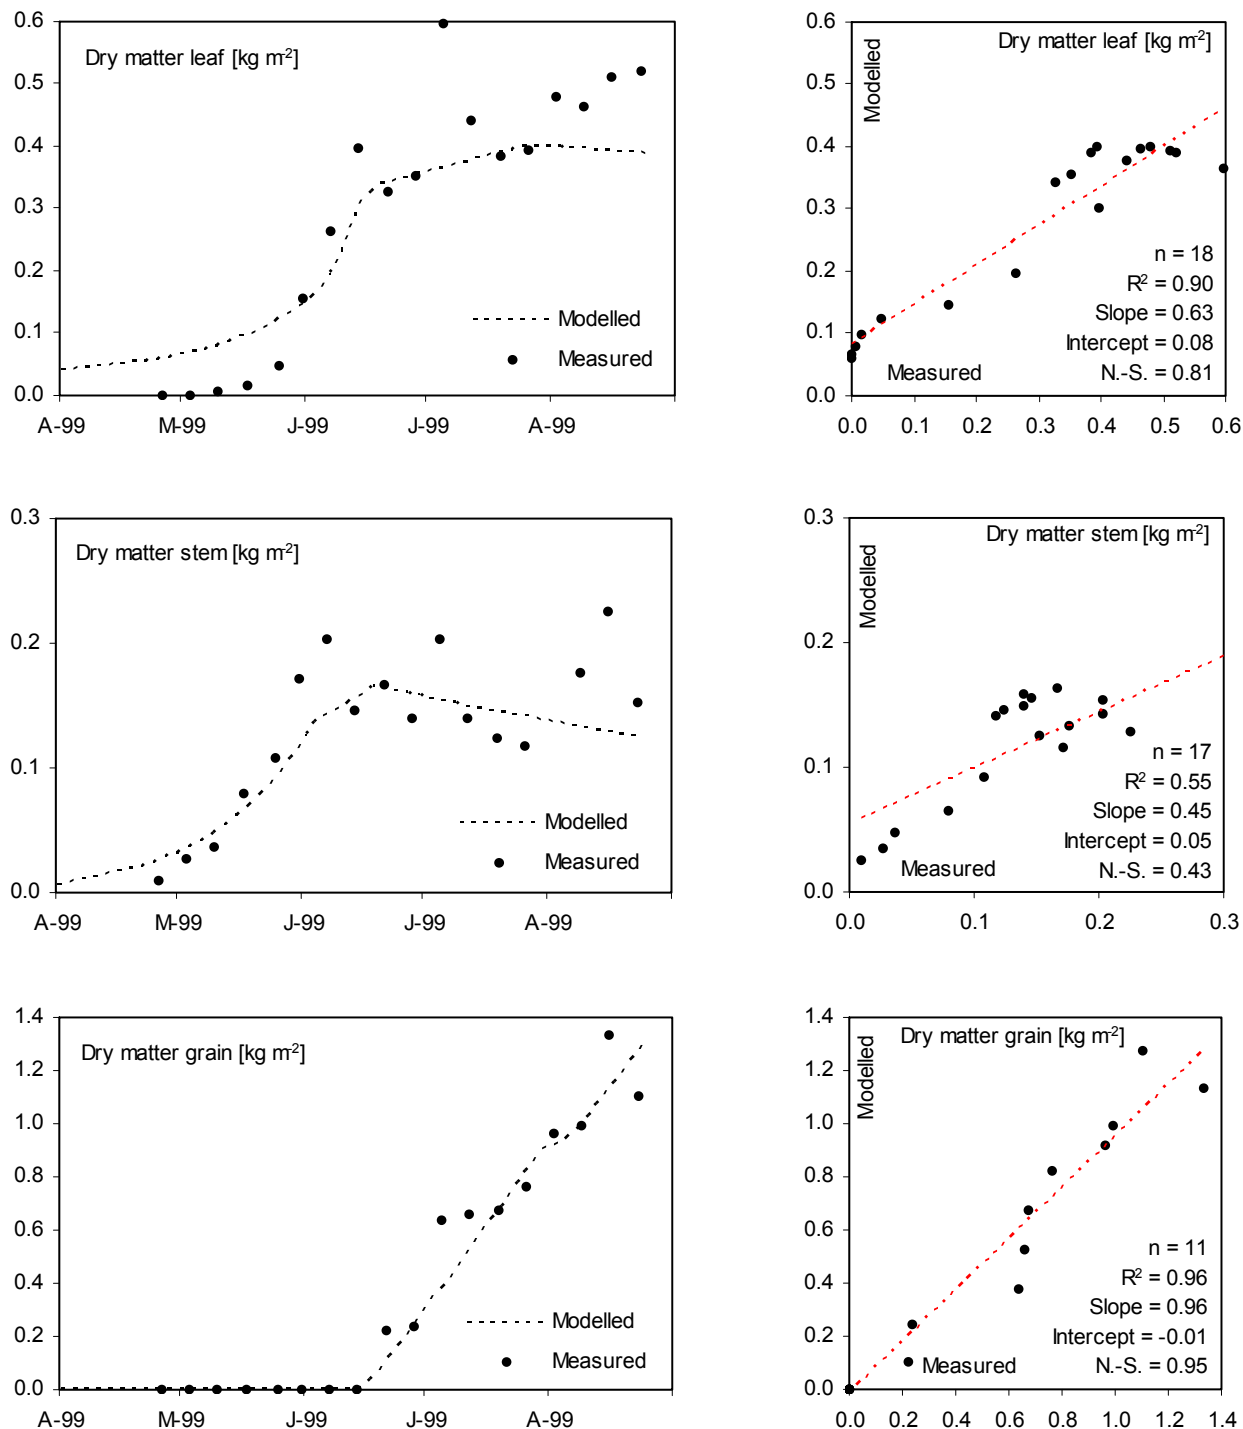 0.6
Dry matter leaf [kg m-2]
0.5
0.4
0.3
0.2
Modelled
0.1
Measured
0.0
A-99 M-99 J-99 J-99 A-99
0.6
Dry matter leaf [kg m-2]
Modelled
0.5
0.4
0.3
n = 18
R2 = 0.90
0.2
Slope = 0.63
Intercept = 0.08
0.1
Measured
N.-S. = 0.81
0.0
0.0 0.1 0.2 0.3 0.4 0.5 0.6
0.3
Dry matter stem [kg m-2]
0.2
0.1
Modelled
Measured
0.0
A-99 M-99 J-99 J-99 A-99
0.3
Dry matter stem [kg m-2]
Modelled
0.2
0.1
n = 17
R2 = 0.55
Slope = 0.45
Intercept = 0.05
Measured
N.-S. = 0.43
0.0
0.0 0.1 0.2 0.3
1.4
Dry matter grain [kg m-2]
1.2
1.0
0.8
0.6
0.4
Modelled
0.2
Measured
0.0
A-99 M-99 J-99 J-99 A-99
1.4
Dry matter grain [kg m-2]
Modelled
1.2
1.0
0.8
0.6
n = 11
R2 = 0.96
0.4
Slope = 0.96
Intercept = -0.01
0.2
Measured
N.-S. = 0.95
0.0
0.0 0.2 0.4 0.6 0.8 1.0 1.2 1.4